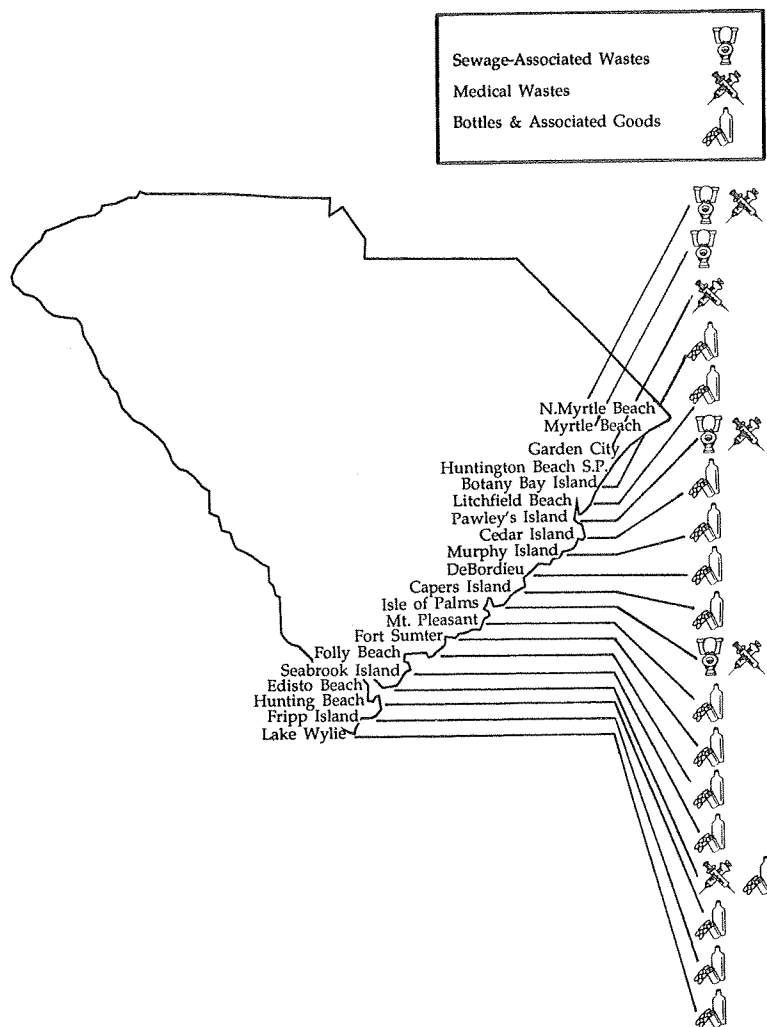 Sewage-Associated Wastes
Medical Wastes
Bottles & Associated Goods
N.Myrtle Beach
Myrtle Beach
Garden City
Huntington Beach S.P.
Botany Bay Island
Litchfield Beach
Pawley's Island
Cedar Island
Murphy Island
DeBordieu
Capers Island
Isle of Palms
Mt. Pleasant
Fort Sumter
Folly Beach
Seabrook Island
Edisto Beach
Hunting Beach
Fripp Island
Lake Wylie